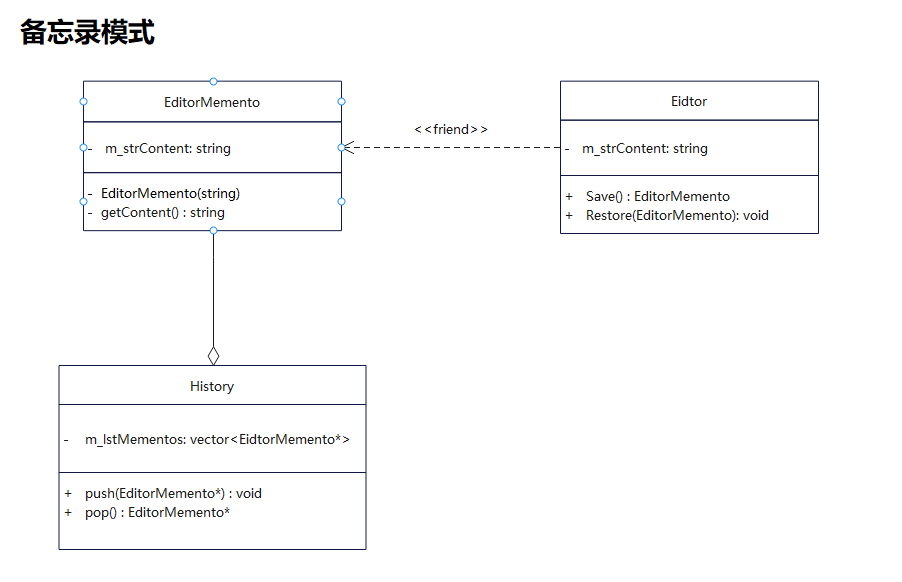 备忘录模式
EditorMemento
- m_strContent: string
- EditorMemento(string)
- getContent() : string
<<friend>>
Eidtor
- m_strContent: string
+ Save() : EditorMemento
+ Restore(EditorMemento): void
History
- m_lstMementos: vector<EidtorMemento*>
+ push(EditorMemento*) : void
+ pop() : EditorMemento*